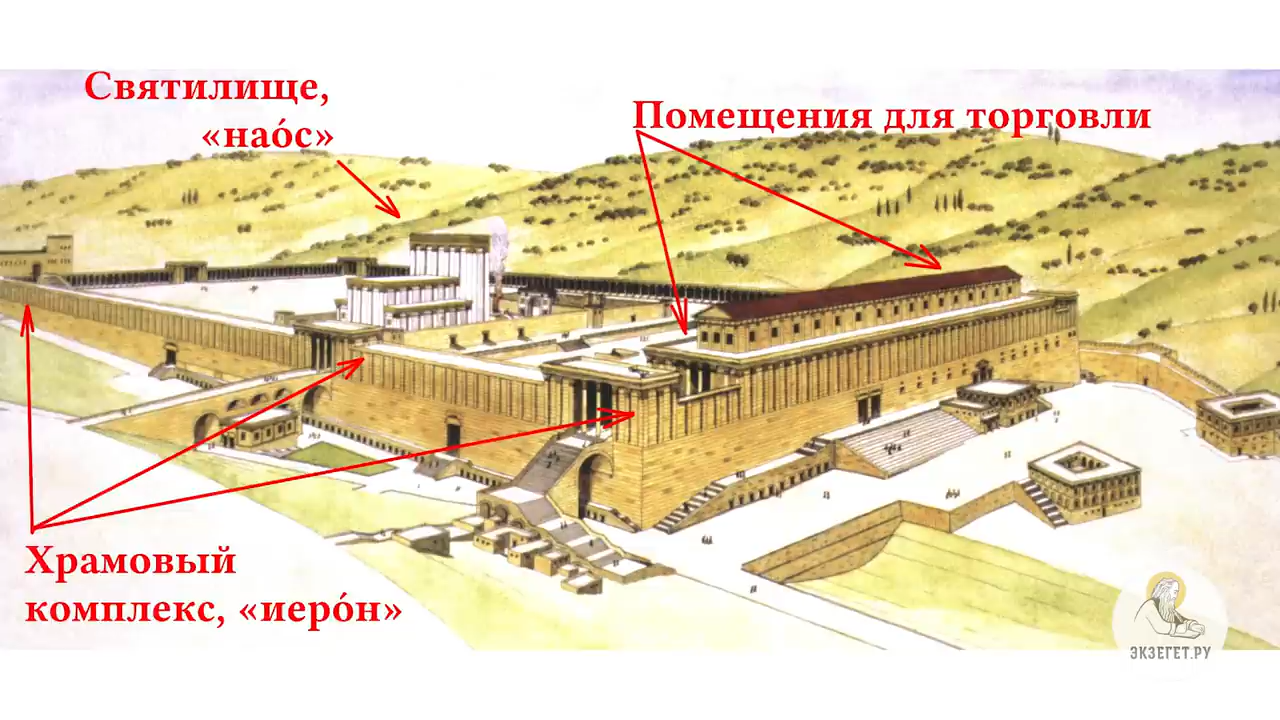 Святилище,
«нао́с»
Помещения для торговли
Храмовый
комплекс, «иеро́н»
ЭКЗЕГЕТ.РУ